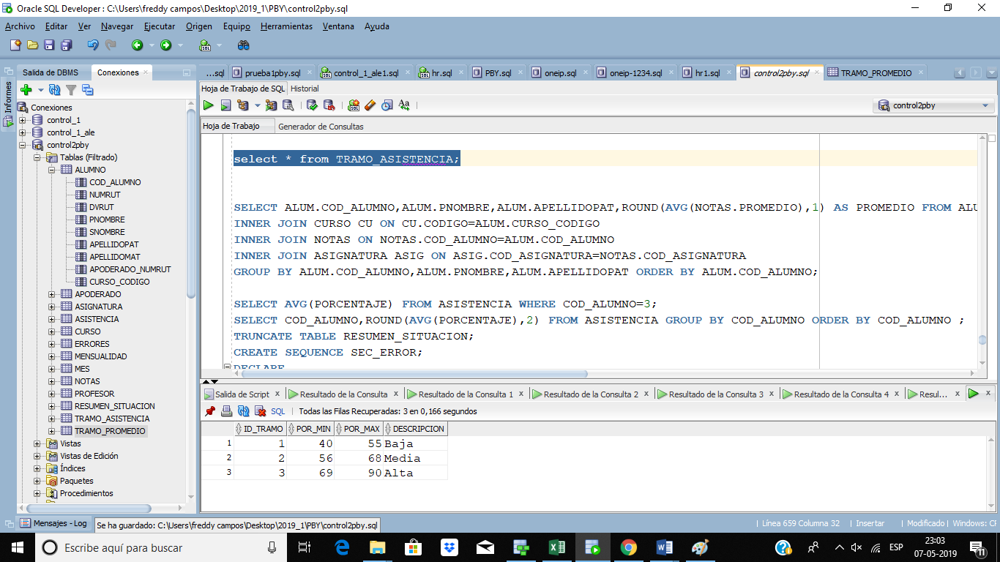 Oracle SQL Developer : C:\Users\freddy campos\Desktop\2019_1\PBY\control2pby.sql
Archivo Editar Ver Navegar Ejecutar Origen Equipo Herramientas Ventana Ayuda
Informes
Salida de DBMS Conexiones
Conexiones
control_1
control_1_ale
control2pby
Tablas (Filtrado)
ALUMNO
COD_ALUMNO
NUMRUT
DVRUT
PNOMBRE
SNOMBRE
APELLIDOPAT
APELLIDOMAT
APODERADO_NUMRUT
CURSO_CODIGO
APODERADO
ASIGNATURA
ASISTENCIA
CURSO
ERRORES
MENSUALIDAD
MES
NOTAS
PROFESOR
RESUMEN_SITUACION
TRAMO_ASISTENCIA
TRAMO_PROMEDIO
Vistas
Vistas de Edición
Índices
Paquetes
Procedimientos
...sql prueba1pby.sql control_1_ale1.sql hr.sql PBY.sql oneip.sql oneip-1234.sql hr1.sql control2pby.sql TRAMO_PROMEDIO
Hoja de Trabajo de SQL Historial
control2pby
Hoja de Trabajo Generador de Consultas
select * from TRAMO_ASISTENCIA;
SELECT ALUM.COD_ALUMNO,ALUM.PNOMBRE,ALUM.APELLIDOPAT,ROUND(AVG(NOTAS.PROMEDIO),1) AS PROMEDIO FROM ALU
INNER JOIN CURSO CU ON CU.CODIGO=ALUM.CURSO_CODIGO
INNER JOIN NOTAS ON NOTAS.COD_ALUMNO=ALUM.COD_ALUMNO
INNER JOIN ASIGNATURA ASIG ON ASIG.COD_ASIGNATURA=NOTAS.COD_ASIGNATURA
GROUP BY ALUM.COD_ALUMNO,ALUM.PNOMBRE,ALUM.APELLIDOPAT ORDER BY ALUM.COD_ALUMNO;
SELECT AVG(PORCENTAJE) FROM ASISTENCIA WHERE COD_ALUMNO=3;
SELECT COD_ALUMNO,ROUND(AVG(PORCENTAJE),2) FROM ASISTENCIA GROUP BY COD_ALUMNO ORDER BY COD_ALUMNO ;
TRUNCATE TABLE RESUMEN_SITUACION;
CREATE SEQUENCE SEC_ERROR;
DECLARE
Salida de Script Resultado de la Consulta Resultado de la Consulta 1 Resultado de la Consulta 2 Resultado de la Consulta 3 Resultado de la Consulta 4 Resul...
SQL Todas las Filas Recuperadas: 3 en 0,166 segundos
ID_TRAMO POR_MIN POR_MAX DESCRIPCION
1 1 40 55 Baja
2 2 56 68 Media
3 3 69 90 Alta
Mensajes - Log Se ha guardado: C:\Users\freddy campos\Desktop\2019_1\PBY\control2pby.sql
Línea 659 Columna 32 Insertar Modificado Windows: CF
Escribe aquí para buscar
ESP
23:03
07-05-2019
11